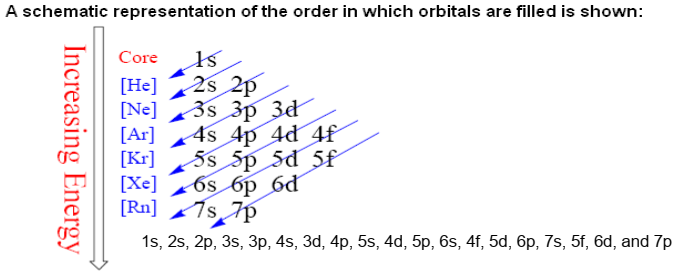 A schematic representation of the order in which orbitals are filled is shown:
Increasing Energy
Core 1s
[He] 2s 2p
[Ne] 3s 3p 3d
[Ar] 4s 4p 4d 4f
[Kr] 5s 5p 5d 5f
[Xe] 6s 6p 6d
[Rn] 7s 7p
1s, 2s, 2p, 3s, 3p, 4s, 3d, 4p, 5s, 4d, 5p, 6s, 4f, 5d, 6p, 7s, 5f, 6d, and 7p